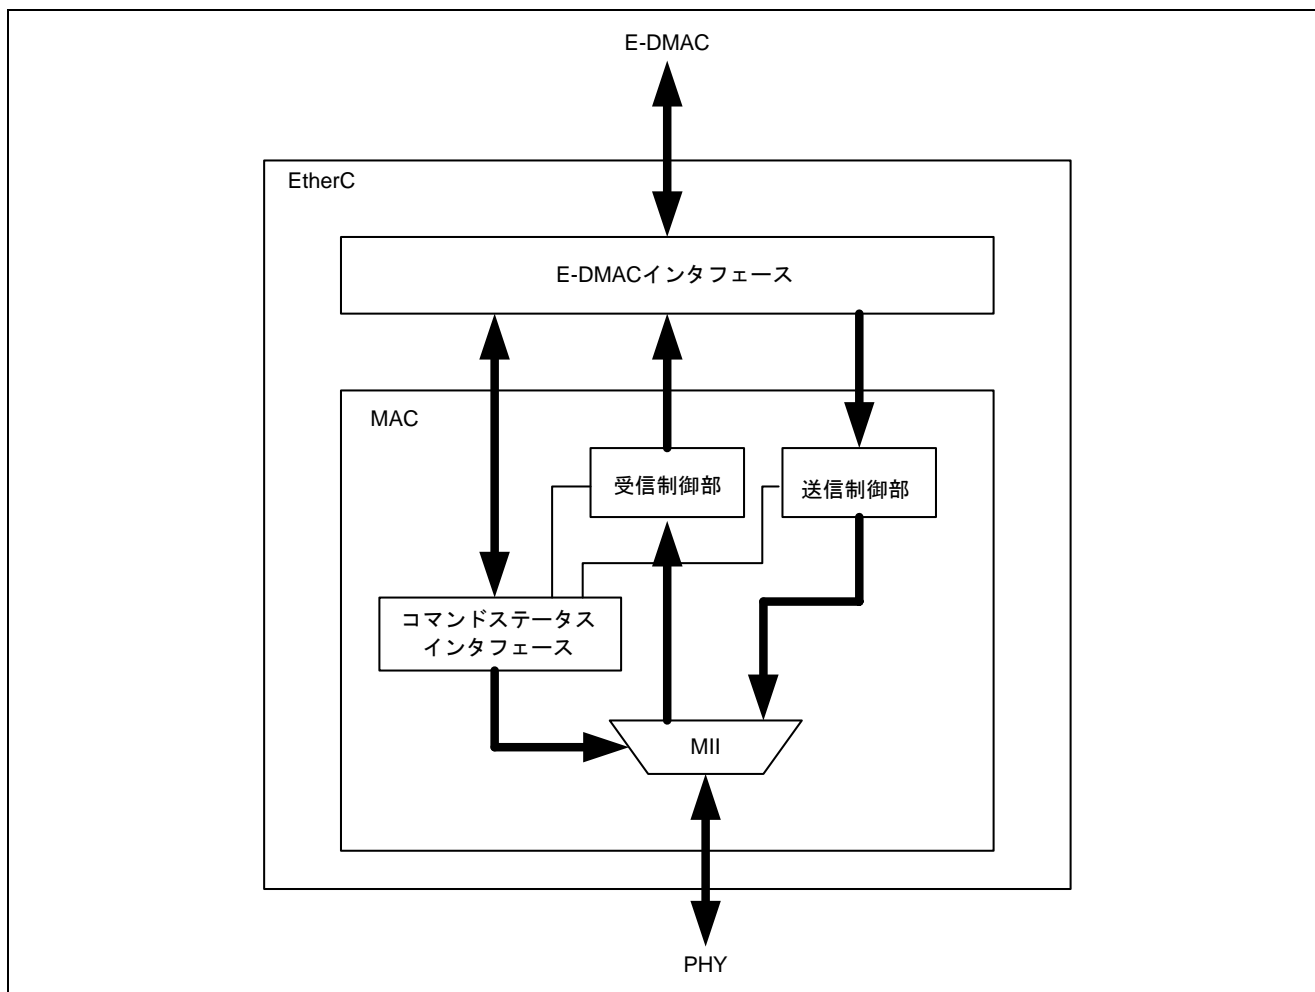 E-DMAC
EtherC
E-DMACインタフェース
MAC
受信制御部
送信制御部
コマンドステータス
インタフェース
MII
PHY